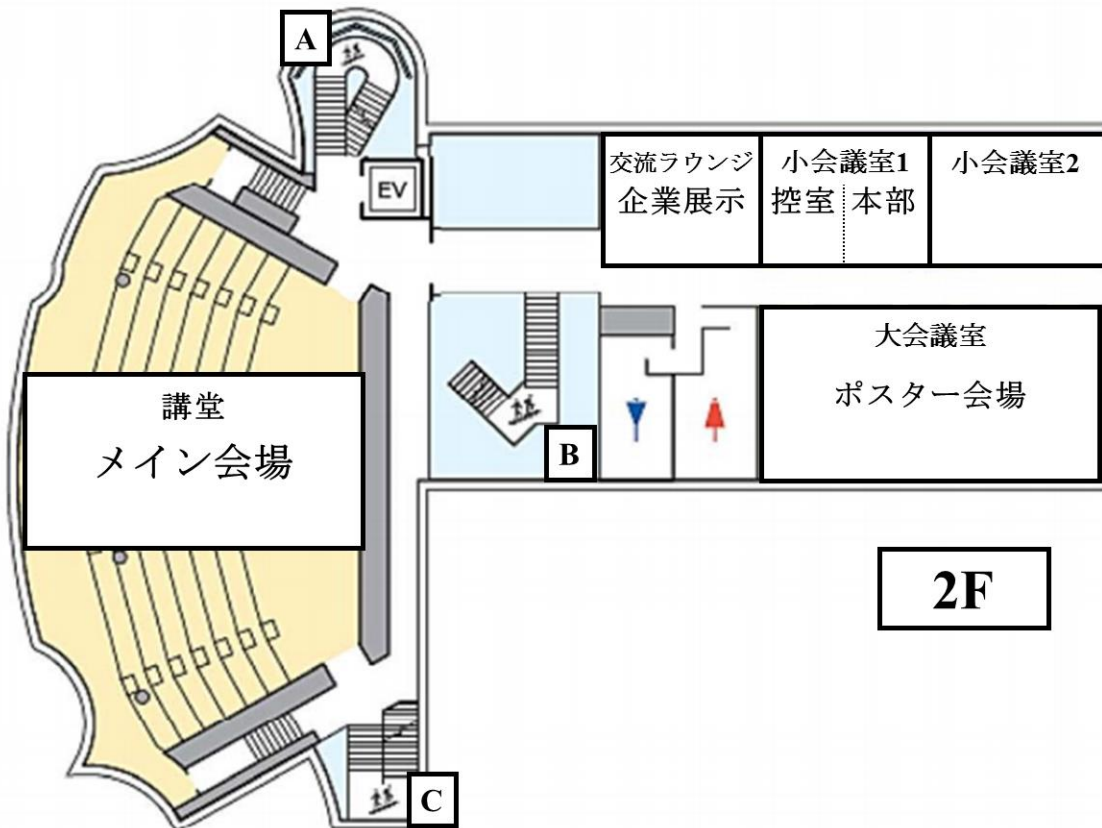 A
EV
交流ラウンジ
企業展示
小会議室1
控室 本部
小会議室2
大会議室
ポスター会場
講堂
メイン会場
B
2F
C